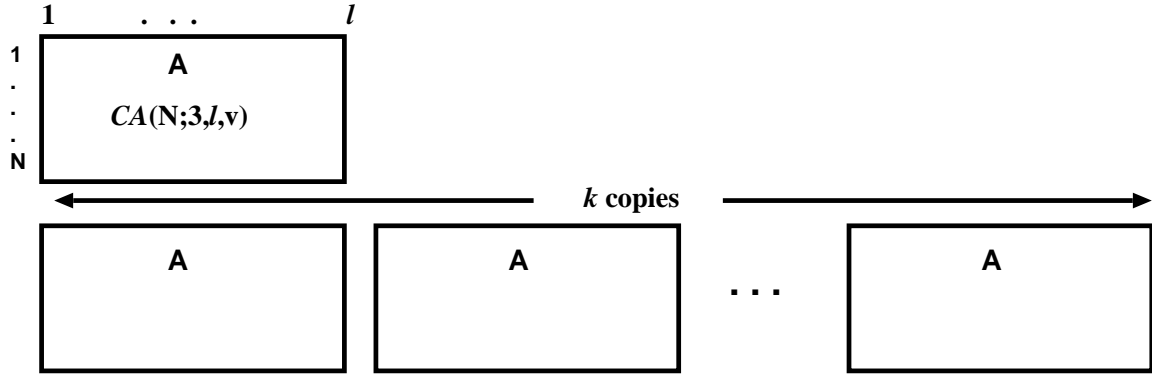 1 . . . l
1
.
.
.
N
A
CA(N;3,l,v)
k copies
A A . . . A